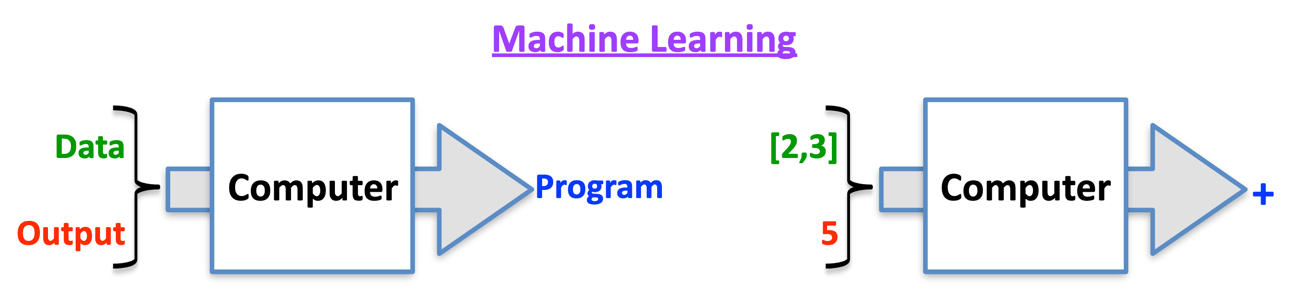 Machine Learning
Data
Output
Computer
Program
[2,3]
5
Computer
+